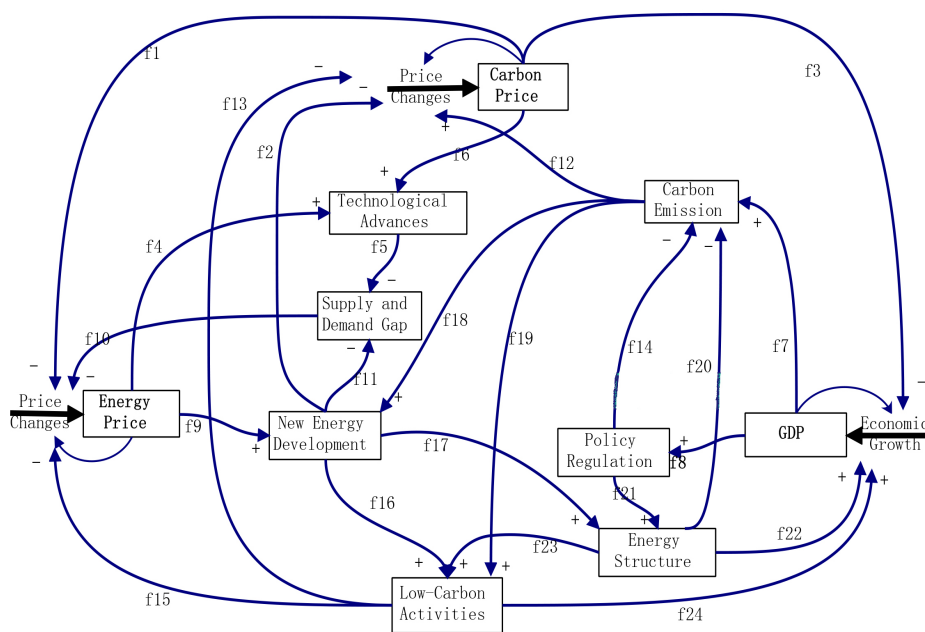 f1
f3
Price
Changes
Carbon
Price
−
−
+
f13
f2
f6
f12
+
Technological
Advances
+
Carbon
Emission
−
−
+
f4
f5
−
Supply and
Demand Gap
−
f10
f18
f19
f14
f20
f7
f11
−
−
−
Price
Changes
Energy
Price
−
f9
+
New Energy
Development
+
f17
Policy
Regulation
+
f8
GDP
−
Economic
Growth
+
+
f16
f21
+
+
Energy
Structure
f22
f23
+
+
+
f15
Low-Carbon
Activities
f24